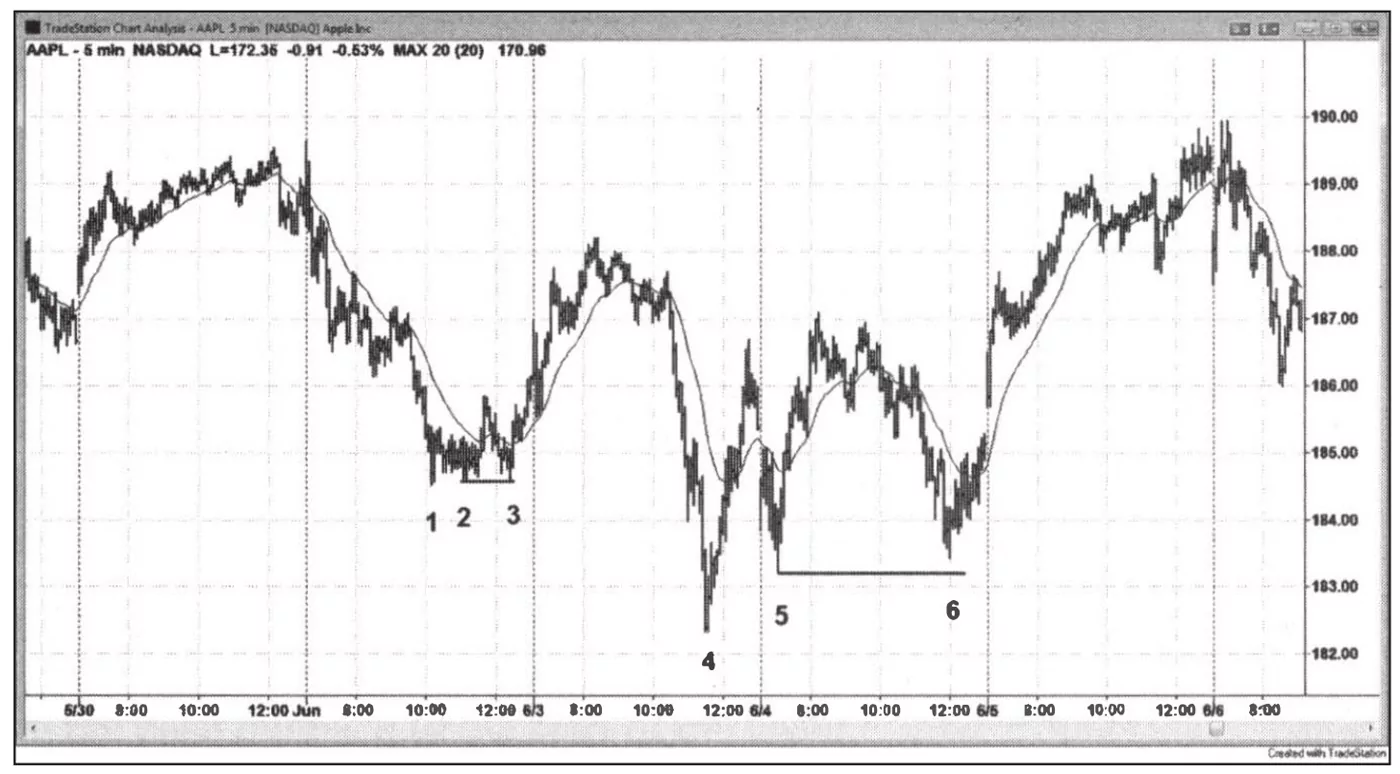 TradeStation Chart Analysis - AAPL 5 min [NASDAQ] Apple Inc
AAPL - 5 min NASDAQ L=172.35 -0.91 -0.53% MAX 20 (20) 170.96
190.00
189.00
188.00
187.00
186.00
185.00
184.00
183.00
182.00
1 2 3
5 6
4
5/30 8:00 10:00 12:00 Jun 8:00 10:00 12:00 6/3 8:00 10:00 12:00 6/4 8:00 10:00 12:00 6/5 8:00 10:00 12:00 6/6 8:00
Created with TradeStation